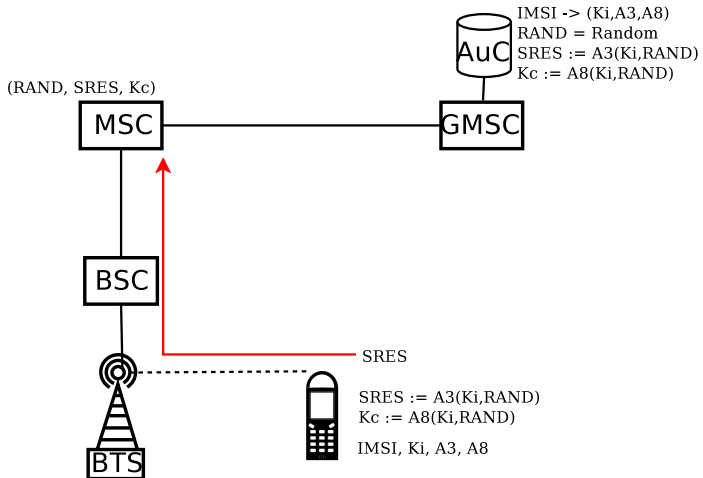 IMSI -> (Ki,A3,A8)
RAND = Random
SRES := A3(Ki,RAND)
Kc := A8(Ki,RAND)
AuC
(RAND, SRES, Kc)
MSC
GMSC
BSC
SRES
SRES := A3(Ki,RAND)
Kc := A8(Ki,RAND)
IMSI, Ki, A3, A8
BTS